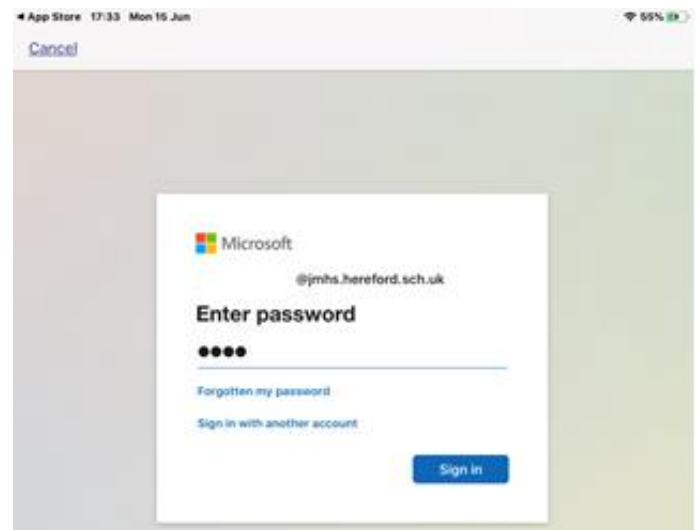 App Store 17:33 Mon 15 Jun 55%
Cancel
Microsoft
@jmhs.hereford.sch.uk
Enter password
●●●●
Forgotten my password
Sign in with another account
Sign in